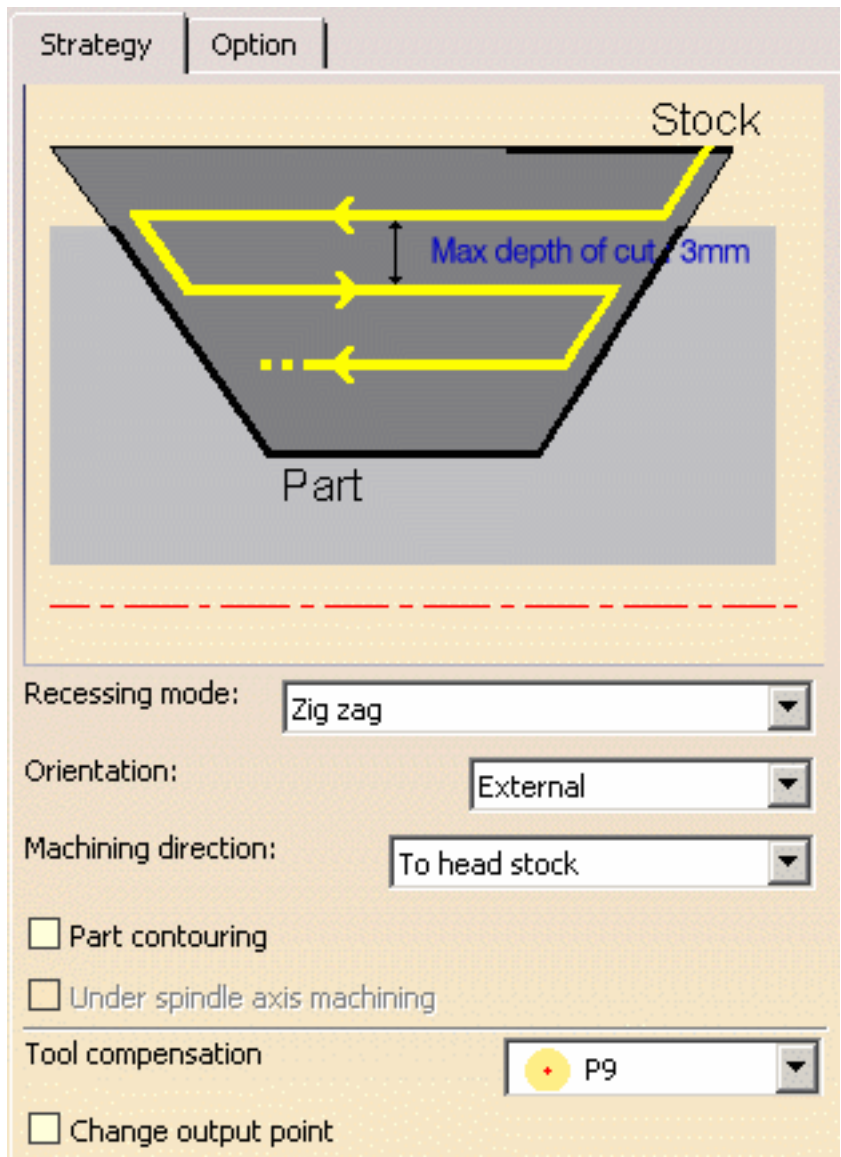 Strategy
Option
Stock
Max depth of cut : 3mm
Part
Recessing mode:
Zig zag
Orientation:
External
Machining direction:
To head stock
Part contouring
Under spindle axis machining
Tool compensation
P9
Change output point